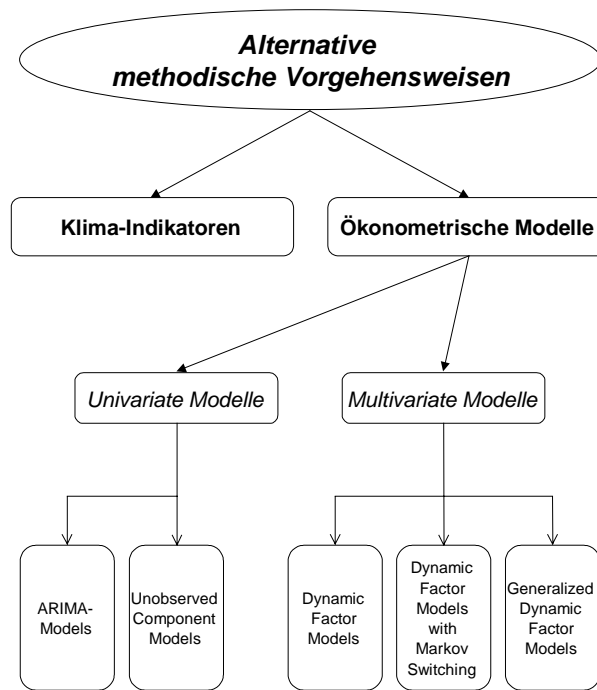 Alternative
methodische Vorgehensweisen
Klima-Indikatoren
Ökonometrische Modelle
Univariate Modelle
Multivariate Modelle
ARIMA-
Models
Unobserved
Component
Models
Dynamic
Factor
Models
Dynamic
Factor
Models
with
Markov
Switching
Generalized
Dynamic
Factor
Models